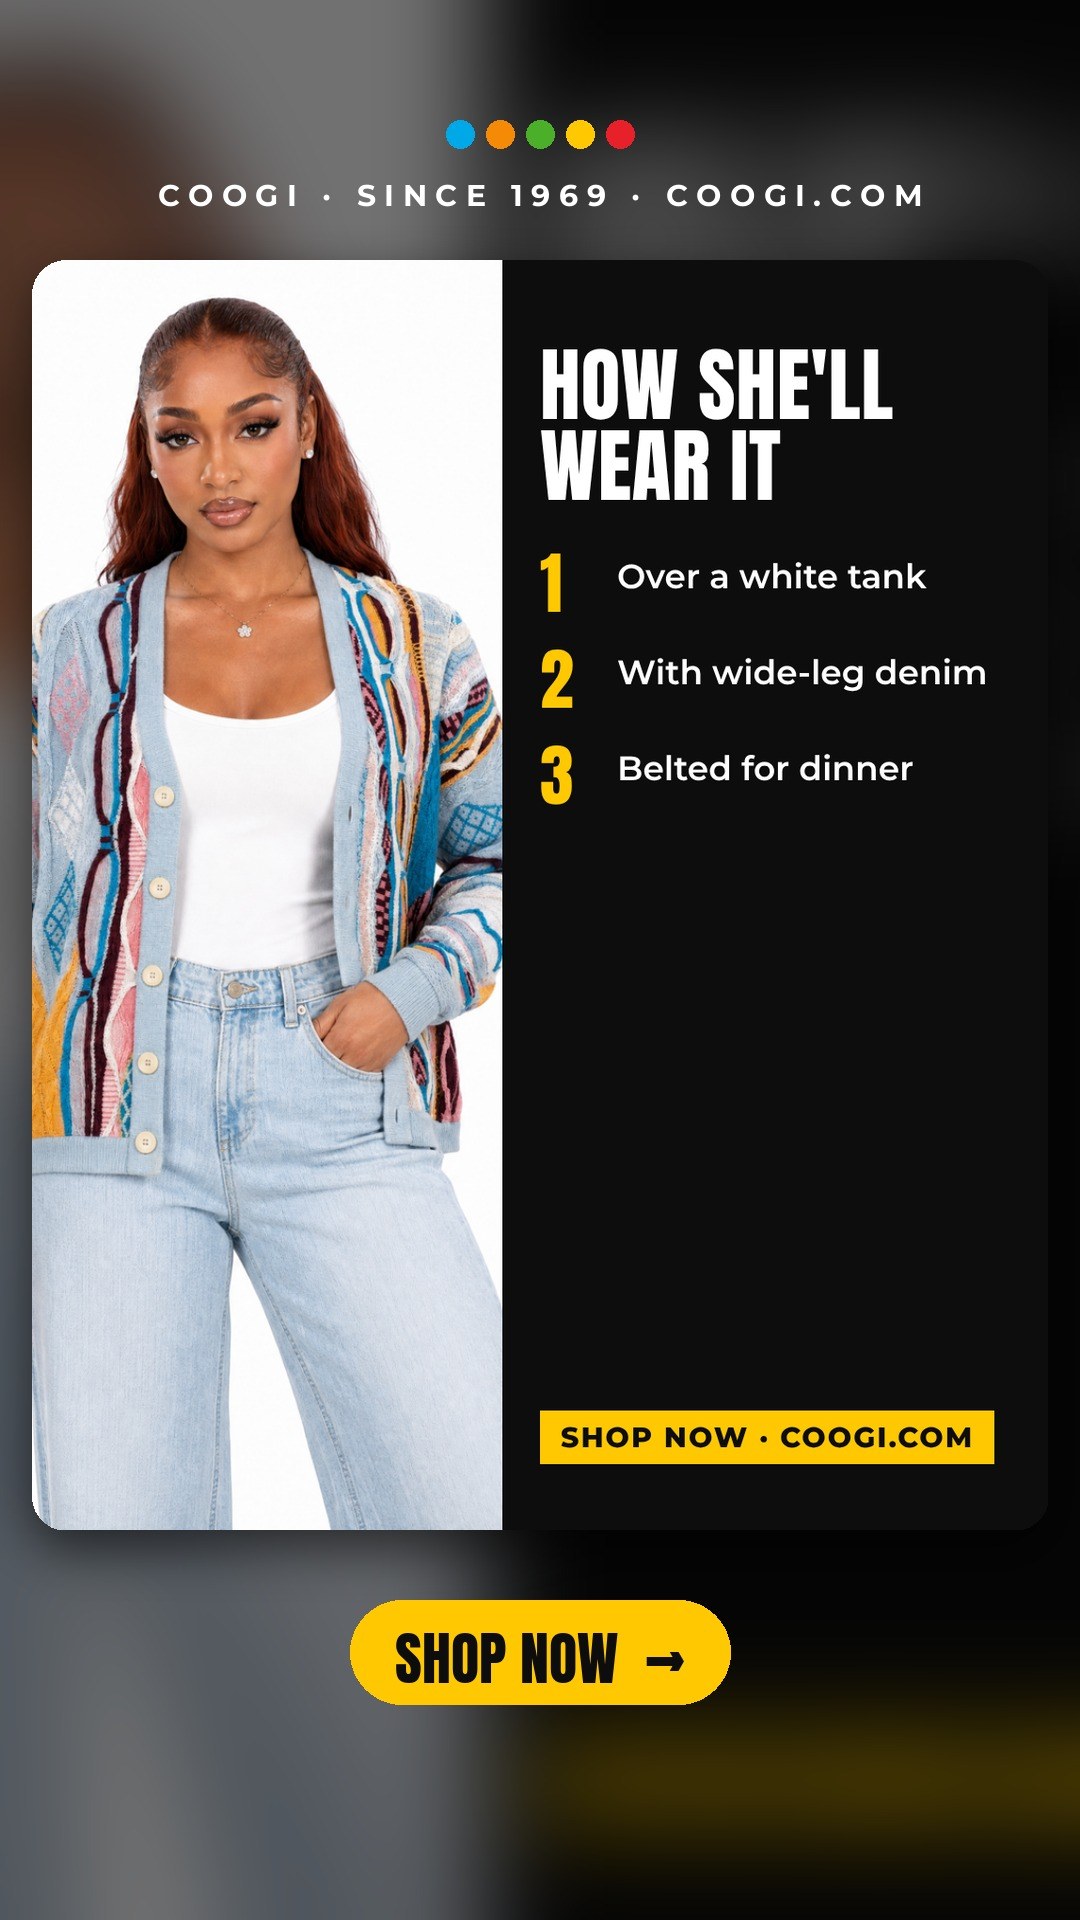 COOGI · SINCE 1969 · COOGI.COM
HOW SHE'LL
WEAR IT
1 Over a white tank
2 With wide-leg denim
3 Belted for dinner
SHOP NOW · COOGI.COM
SHOP NOW →